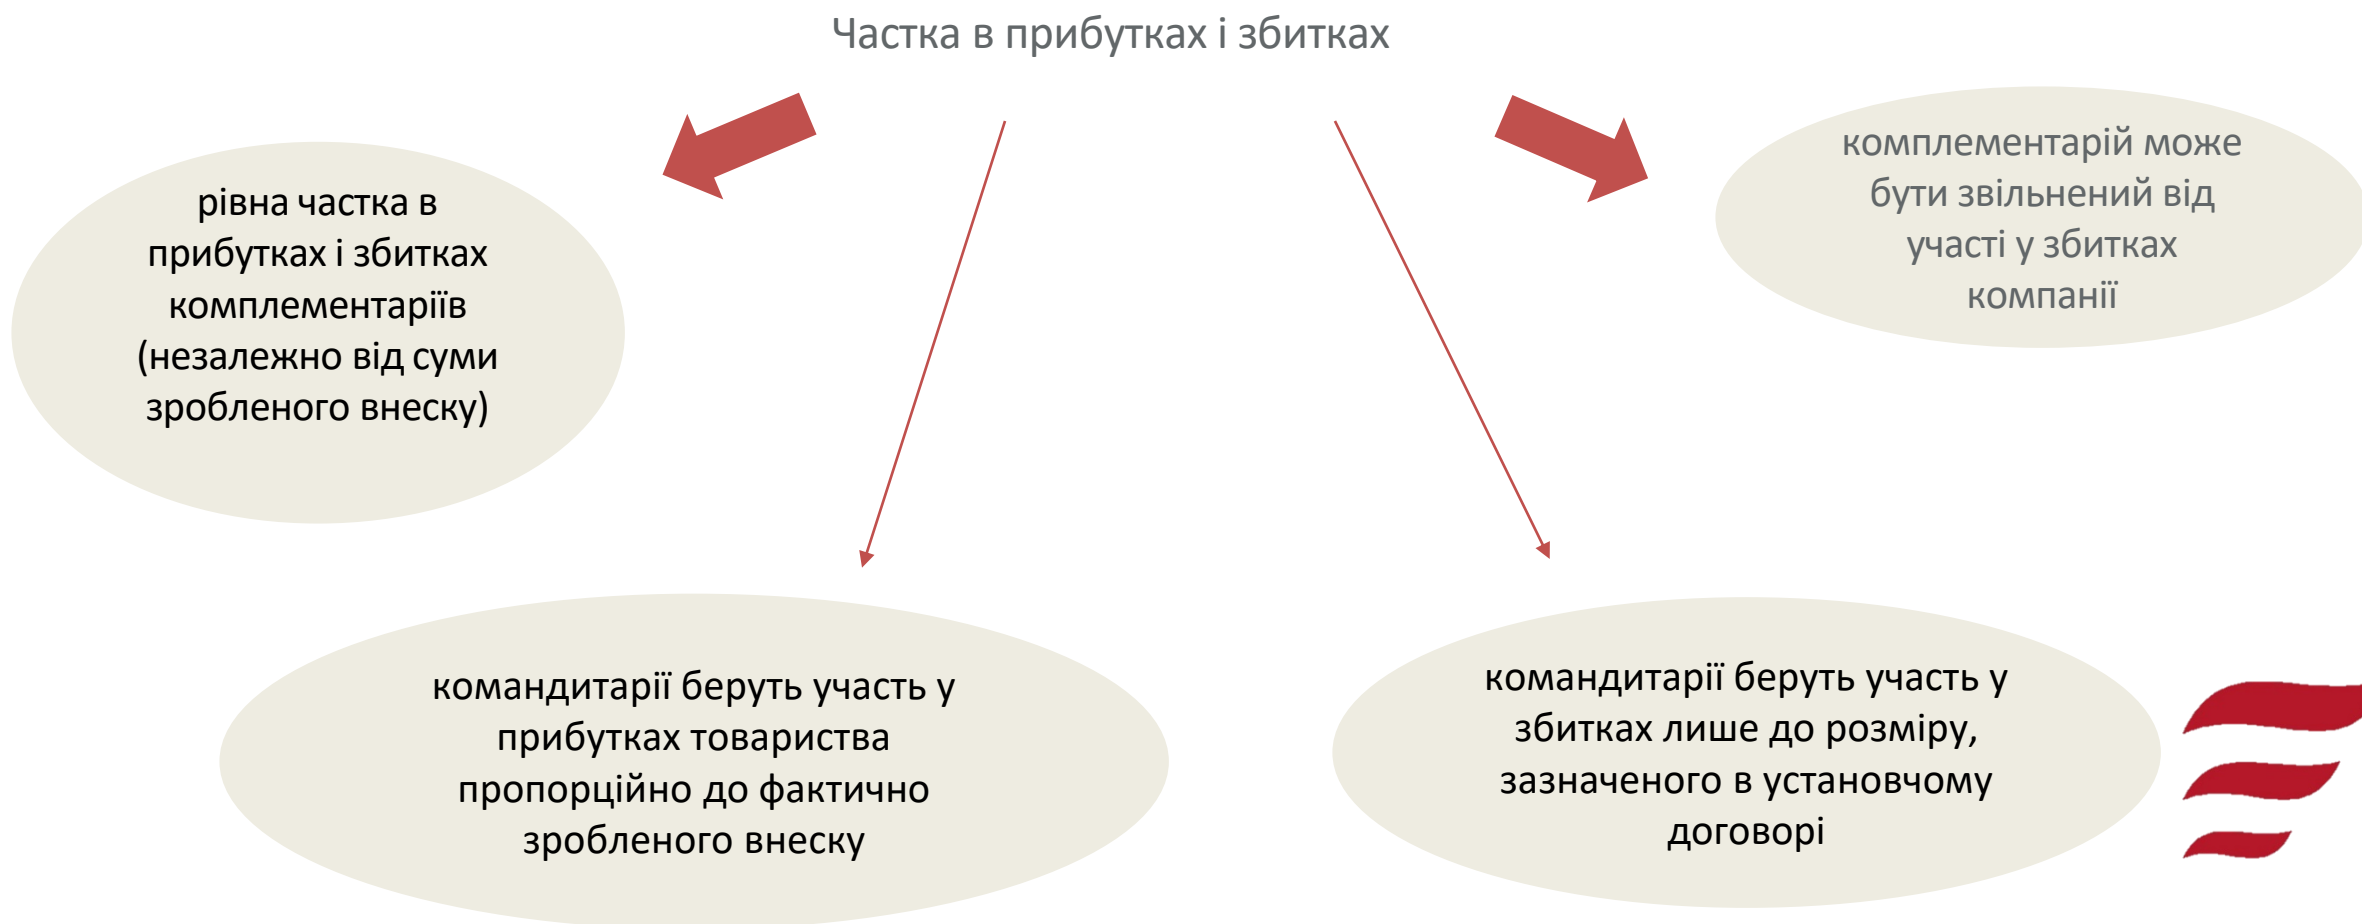 Частка в прибутках і збитках
рівна частка в
прибутках і збитках
комплементаріїв
(незалежно від суми
зробленого внеску)
комплементарій може
бути звільнений від
участі у збитках
компанії
командитарії беруть участь у
прибутках товариства
пропорційно до фактично
зробленого внеску
командитарії беруть участь у
збитках лише до розміру,
зазначеного в установчому
договорі